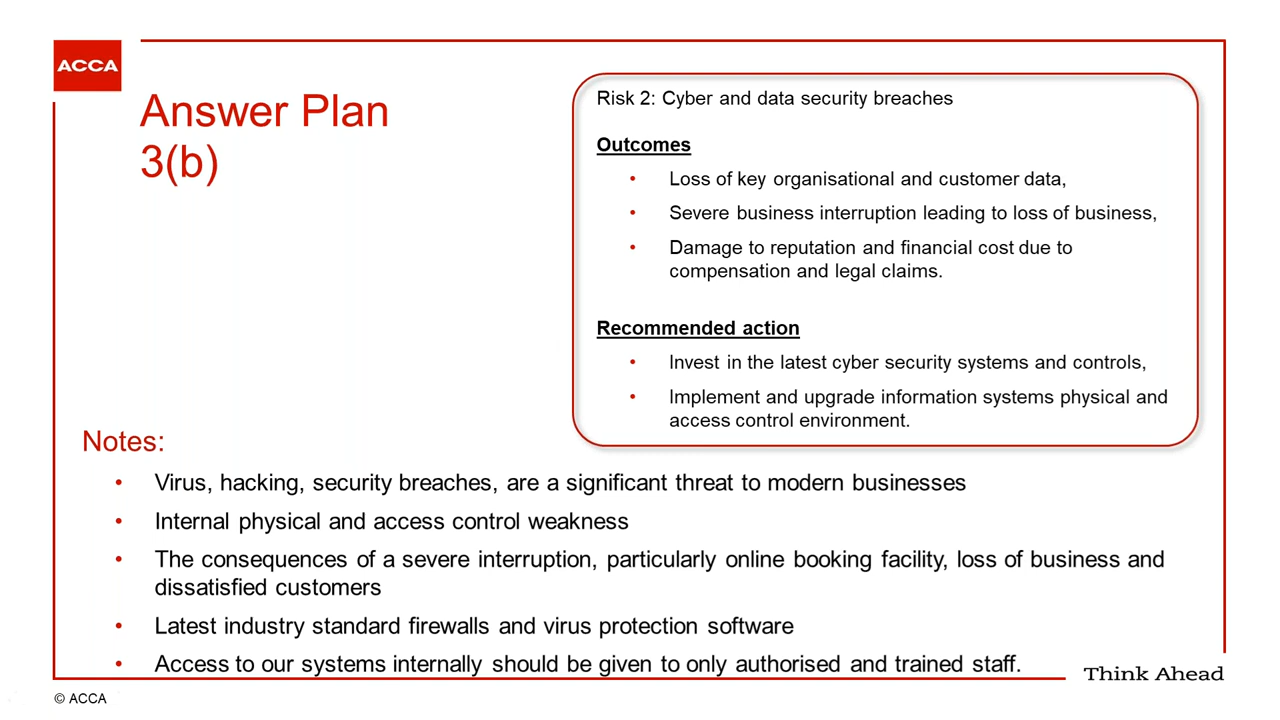 ACCA
Answer Plan
3(b)
Risk 2: Cyber and data security breaches
Outcomes
• Loss of key organisational and customer data,
• Severe business interruption leading to loss of business,
• Damage to reputation and financial cost due to
compensation and legal claims.
Recommended action
• Invest in the latest cyber security systems and controls,
• Implement and upgrade information systems physical and
access control environment.
Notes:
• Virus, hacking, security breaches, are a significant threat to modern businesses
• Internal physical and access control weakness
• The consequences of a severe interruption, particularly online booking facility, loss of business and
dissatisfied customers
• Latest industry standard firewalls and virus protection software
• Access to our systems internally should be given to only authorised and trained staff.
Think Ahead
© ACCA